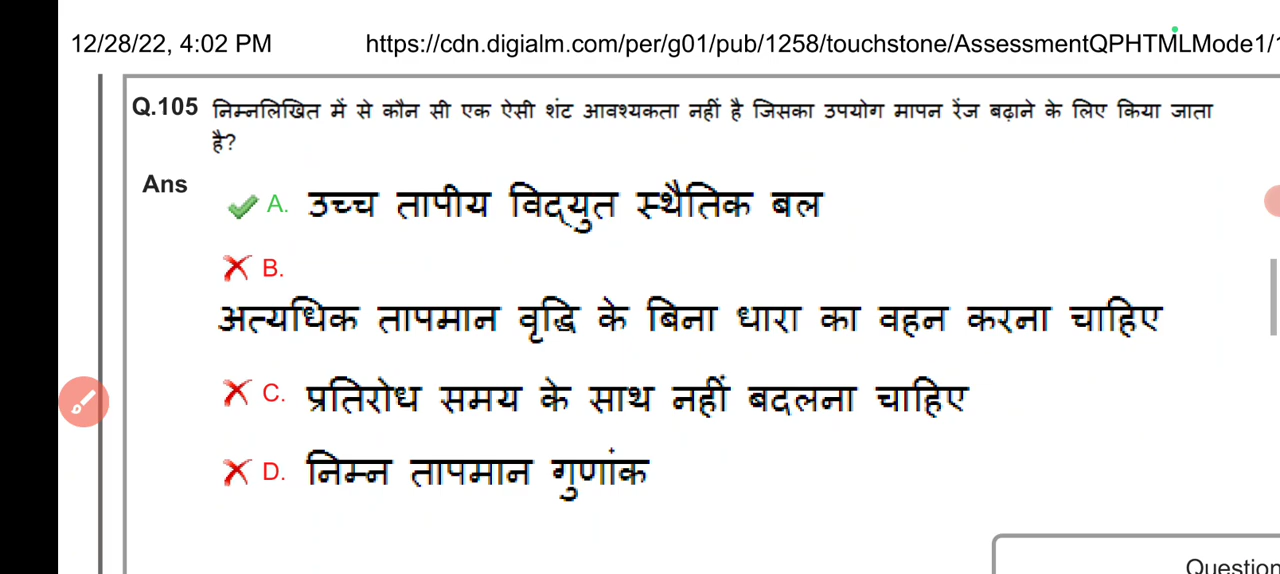 12/28/22, 4:02 PM https://cdn.digialm.com/per/g01/pub/1258/touchstone/AssessmentQPHTMLMode1/
Q.105 निम्नलिखित में से कौन सी एक ऐसी शंट आवश्यकता नहीं है जिसका उपयोग मापन रेंज बढ़ाने के लिए किया जाता
है?
Ans
A. उच्च तापीय विद्युत स्थैतिक बल
B.
अत्यधिक तापमान वृद्धि के बिना धारा का वहन करना चाहिए
C. प्रतिरोध समय के साथ नहीं बदलना चाहिए
D. निम्न तापमान गुणांक
Question